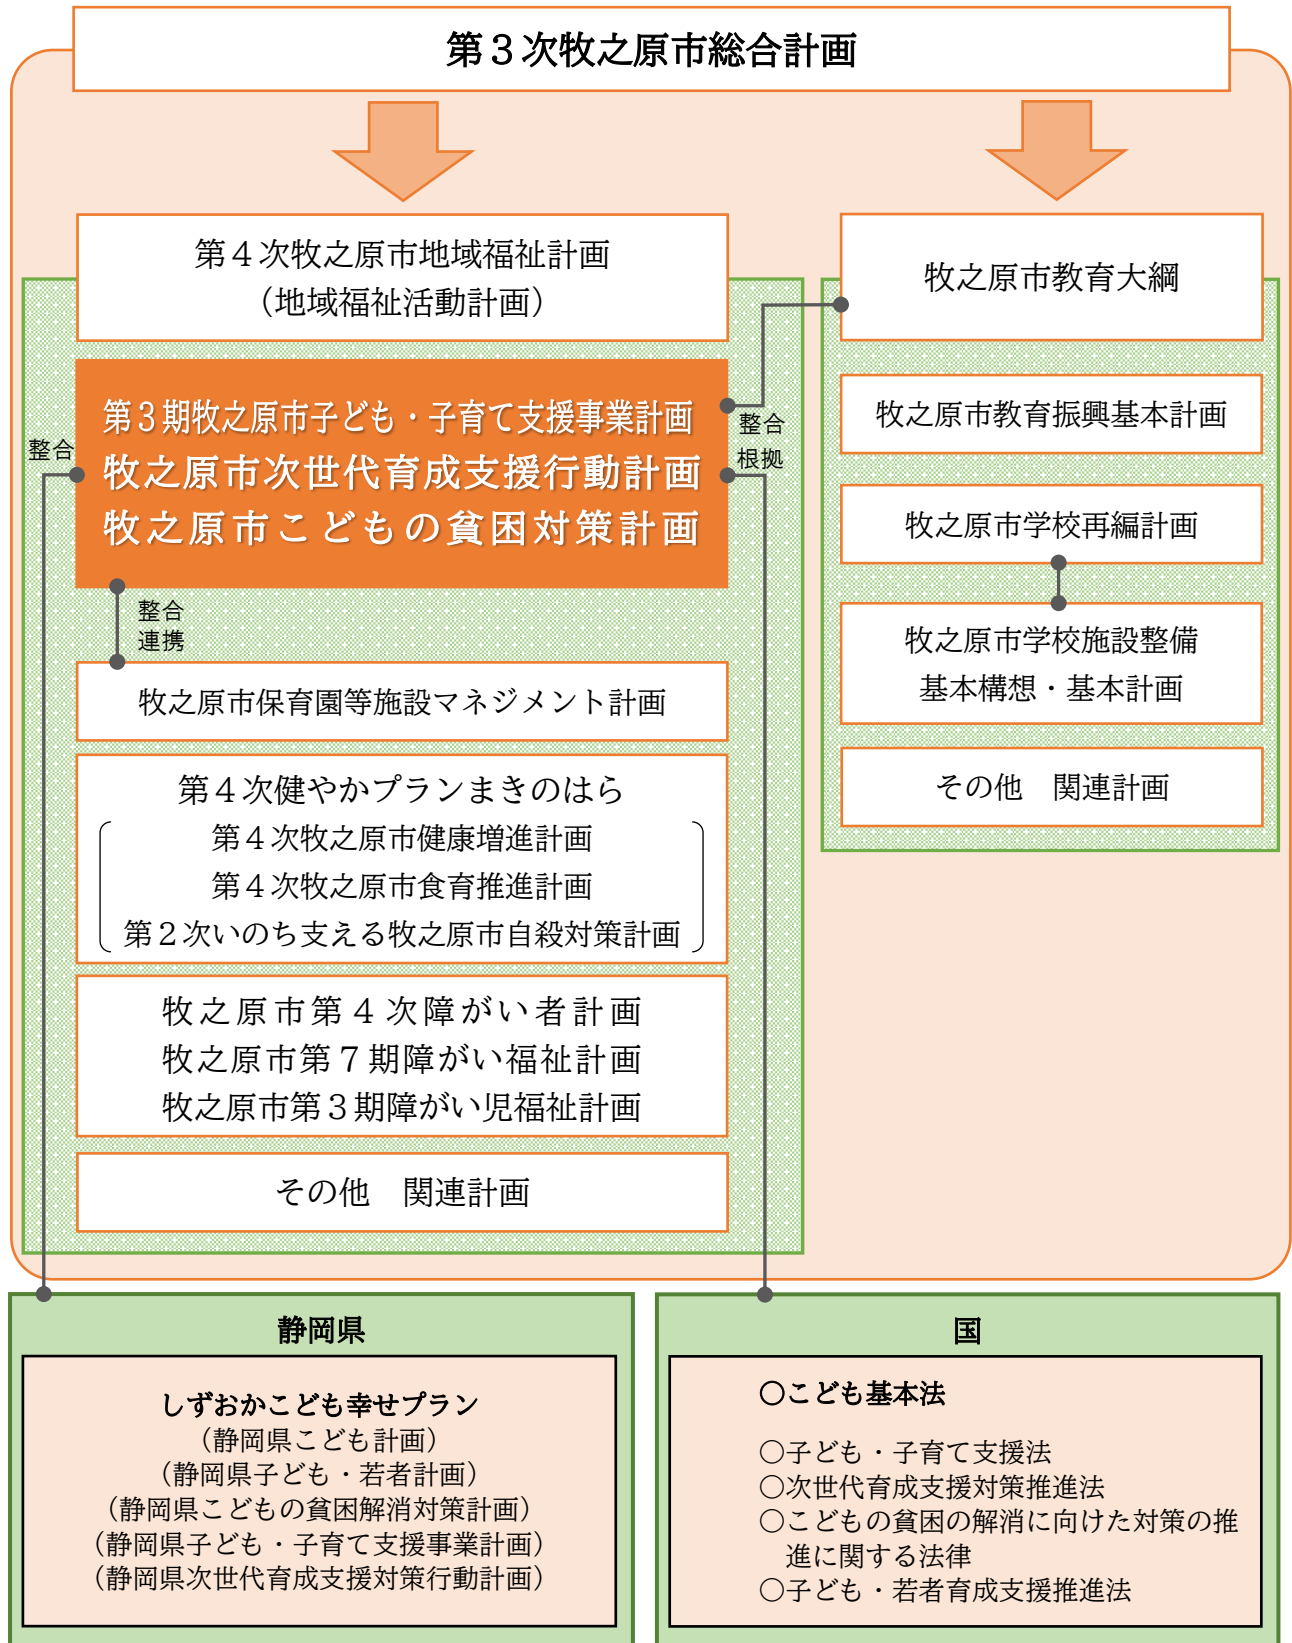 第３次牧之原市総合計画
第４次牧之原市地域福祉計画
（地域福祉活動計画）
第３期牧之原市子ども・子育て支援事業計画
牧之原市次世代育成支援行動計画
牧之原市こどもの貧困対策計画
整合
整合
根拠
整合
連携
牧之原市保育園等施設マネジメント計画
第４次健やかプランまきのはら
第４次牧之原市健康増進計画
第４次牧之原市食育推進計画
第２次いのち支える牧之原市自殺対策計画
牧之原市第４次障がい者計画
牧之原市第７期障がい福祉計画
牧之原市第３期障がい児福祉計画
その他　関連計画
牧之原市教育大綱
牧之原市教育振興基本計画
牧之原市学校再編計画
牧之原市学校施設整備
基本構想・基本計画
その他　関連計画
静岡県
しずおかこども幸せプラン
（静岡県こども計画）
（静岡県子ども・若者計画）
（静岡県こどもの貧困解消対策計画）
（静岡県子ども・子育て支援事業計画）
（静岡県次世代育成支援対策行動計画）
国
○こども基本法
○子ども・子育て支援法
○次世代育成支援対策推進法
○こどもの貧困の解消に向けた対策の推
進に関する法律
○子ども・若者育成支援推進法